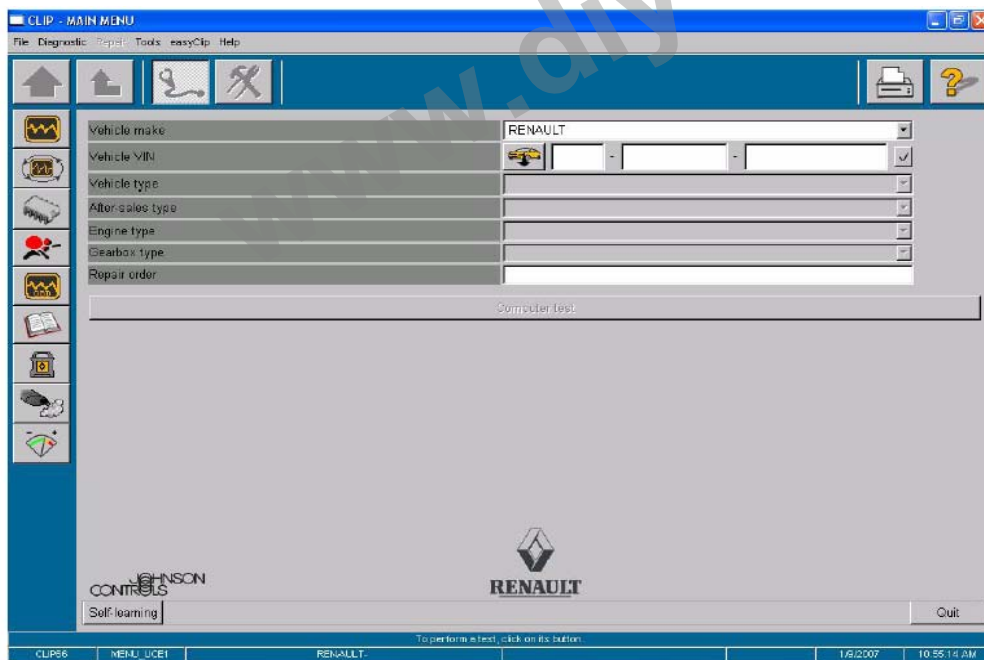 CLIP - MAIN MENU
File Diagnostic Repair Tools easyClip Help
www.diy
Vehicle make RENAULT
Vehicle VIN - -
Vehicle type
After-sales type
Engine type
Gearbox type
Repair order
Computer test
JOHNSON
CONTROLS
RENAULT
Self-learning Quit
To perform a test, click on its button.
MENU_UCE1 RENAULT- 1/9/2007 10:55:14 AM